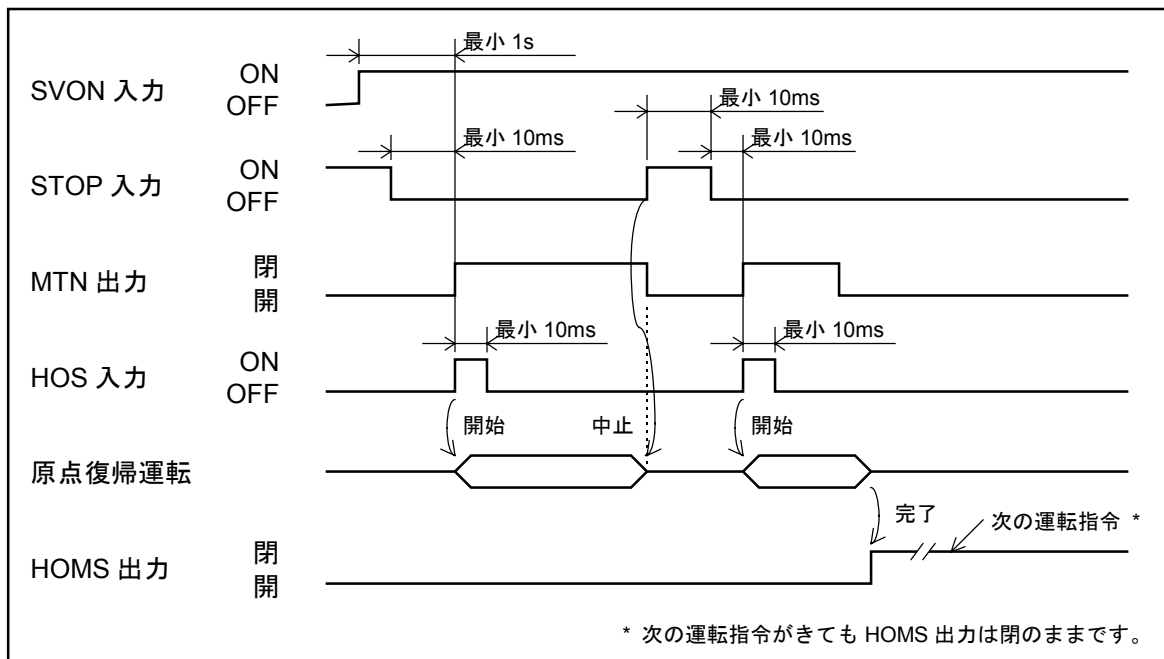 最小 1s
SVON 入力
ON
OFF
最小 10ms
最小 10ms
最小 10ms
STOP 入力
ON
OFF
MTN 出力
閉
開
最小 10ms
最小 10ms
HOS 入力
ON
OFF
開始
中止
開始
原点復帰運転
完了
次の運転指令 *
HOMS 出力
閉
開
* 次の運転指令がきても HOMS 出力は閉のままです。